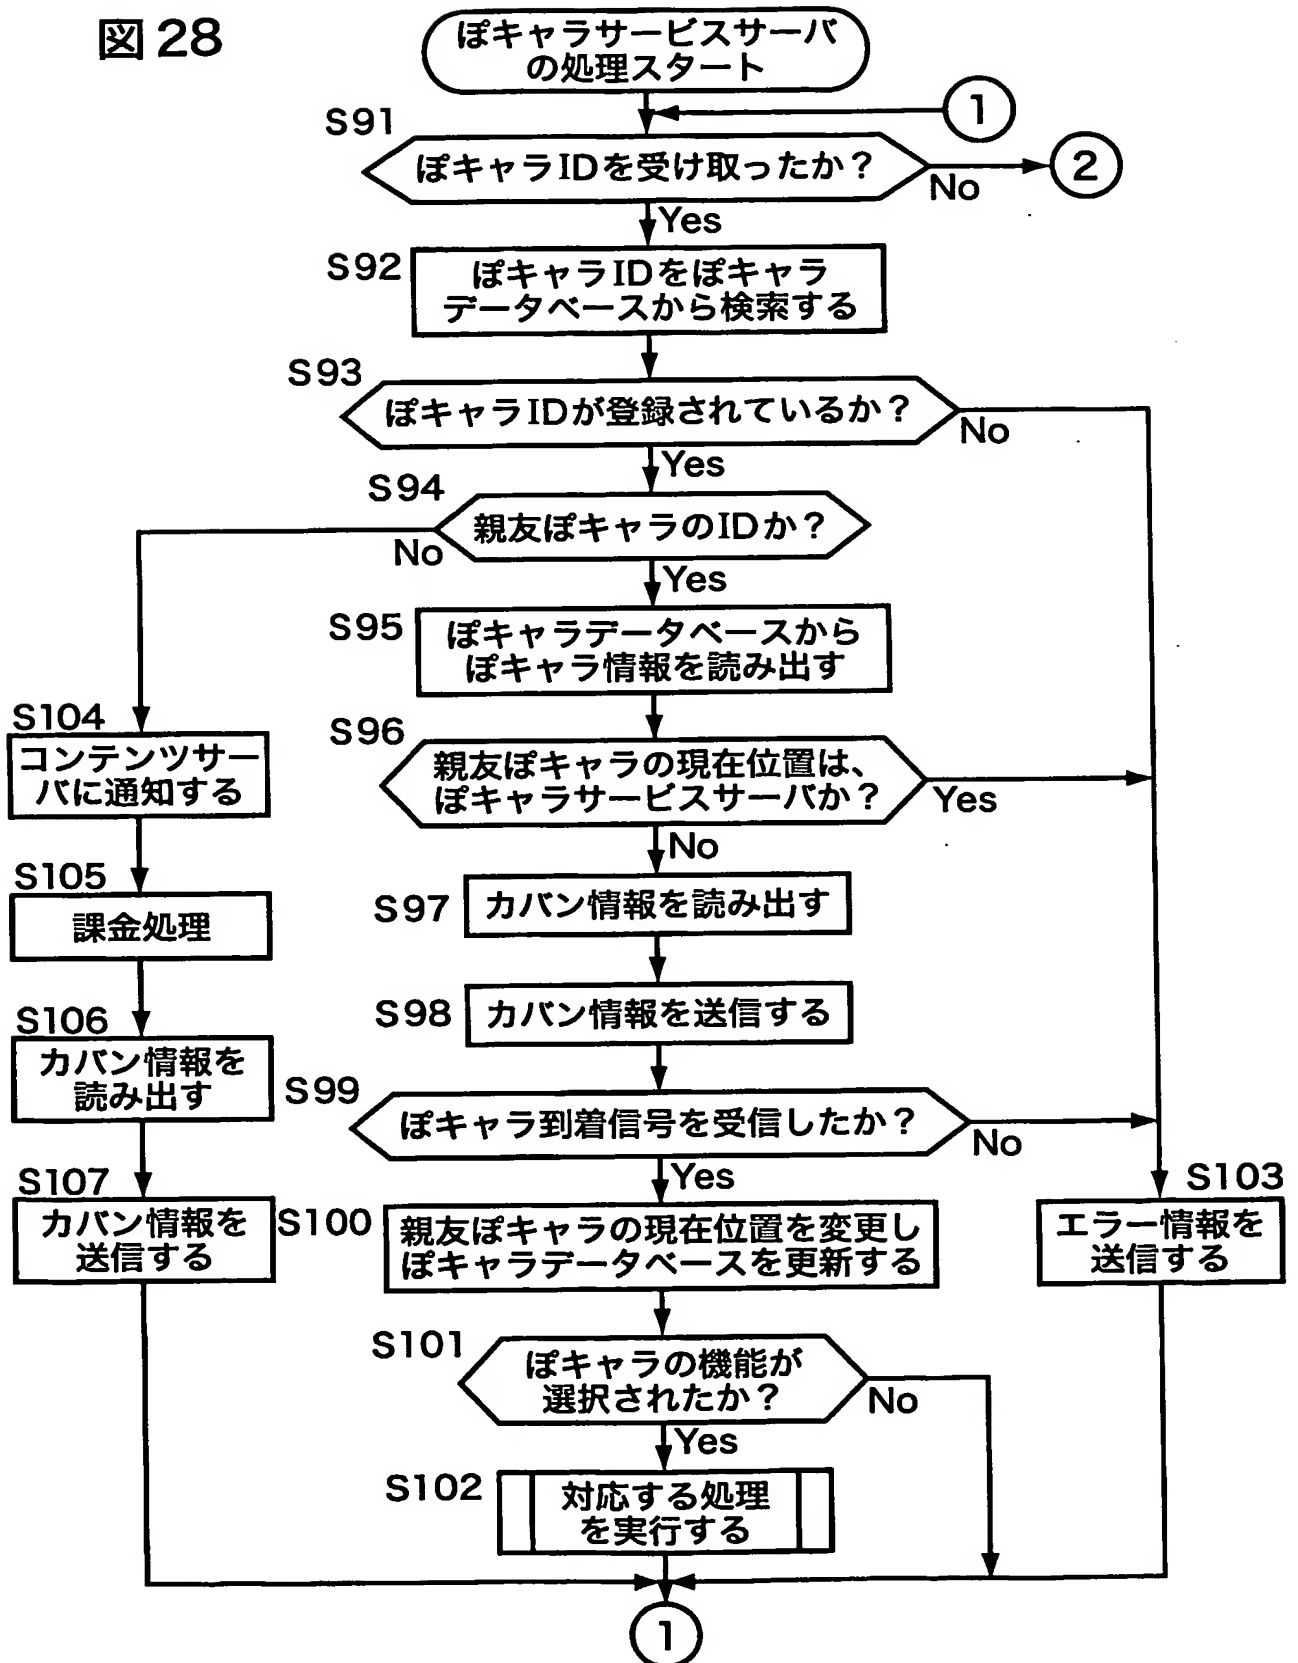 図28
ぽキャラサービスサーバ
の処理スタート
1
S91
ぽキャラIDを受け取ったか?
No
2
Yes
S92
ぽキャラIDをぽキャラ
データベースから検索する
S93
ぽキャラIDが登録されているか?
No
Yes
S94
親友ぽキャラのIDか?
No
Yes
S95
ぽキャラデータベースから
ぽキャラ情報を読み出す
S104
コンテンツサー
バに通知する
S96
親友ぽキャラの現在位置は、
ぽキャラサービスサーバか?
Yes
No
S105
課金処理
S97
カバン情報を読み出す
S106
カバン情報を
読み出す
S98
カバン情報を送信する
S99
ぽキャラ到着信号を受信したか?
No
Yes
S107
カバン情報を
送信する
S100
親友ぽキャラの現在位置を変更し
ぽキャラデータベースを更新する
S103
エラー情報を
送信する
S101
ぽキャラの機能が
選択されたか?
No
Yes
S102
対応する処理
を実行する
1